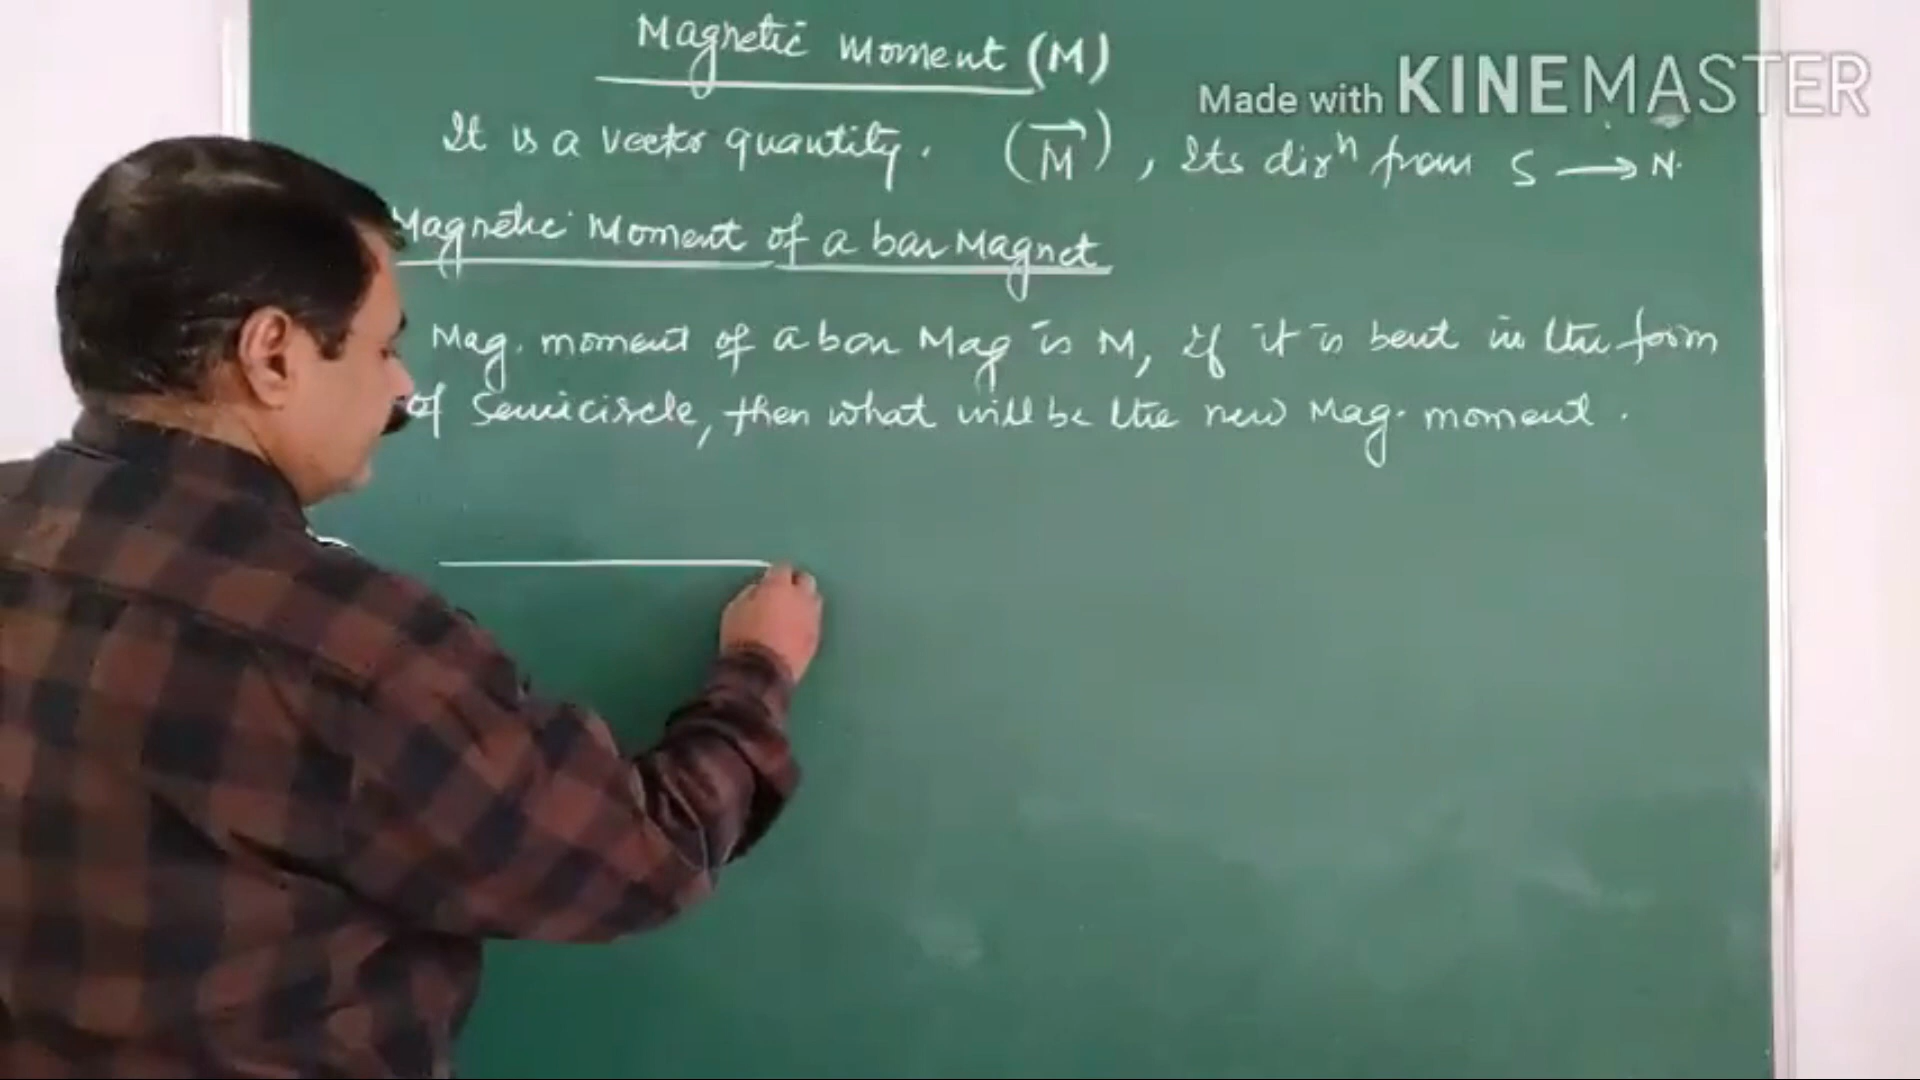 Magnetic Moment (M)
Made with KINEMASTER
It is a vector quantity. (M⃗), Its dirⁿ from S → N.
Magnetic Moment of a bar Magnet
Mag. moment of a bar Mag is M, If it is bent in the form
of Semicircle, then what will be the new Mag. moment.